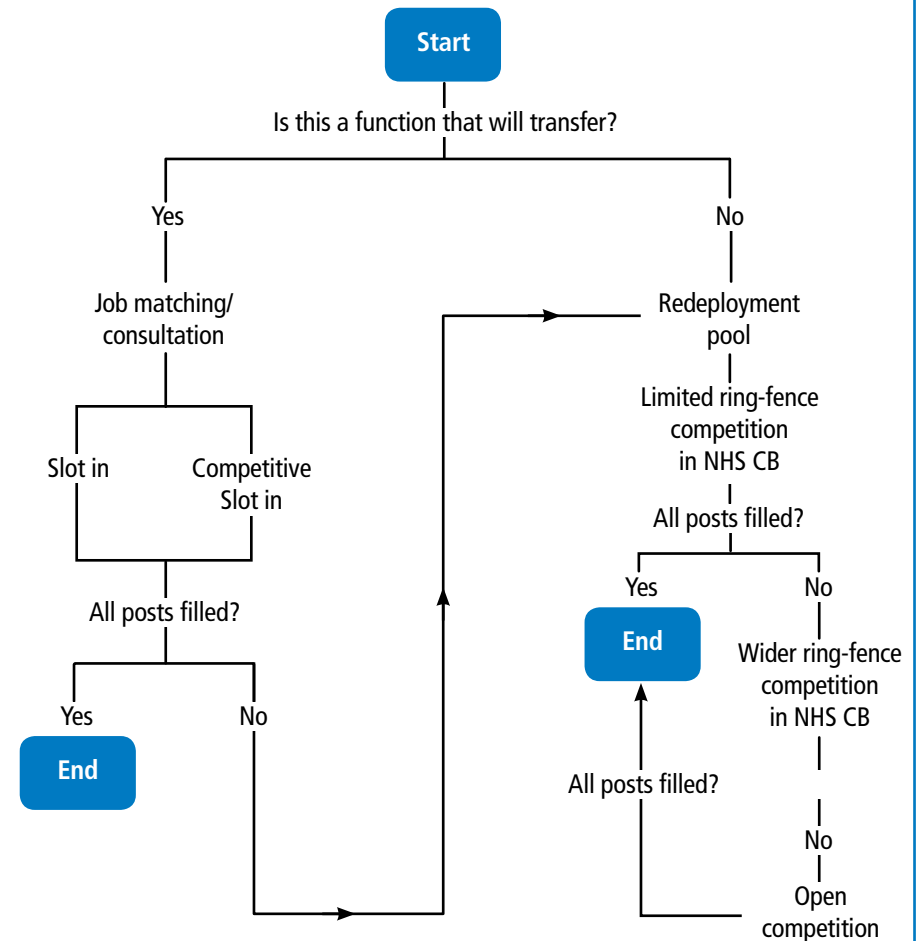 Start
Is this a function that will transfer?
Yes
No
Job matching/
consultation
Redeployment
pool
Slot in
Competitive
Slot in
Limited ring-fence
competition
in NHS CB
All posts filled?
All posts filled?
Yes
No
End
Yes
No
End
Wider ring-fence
competition
in NHS CB
All posts filled?
No
Open
competition